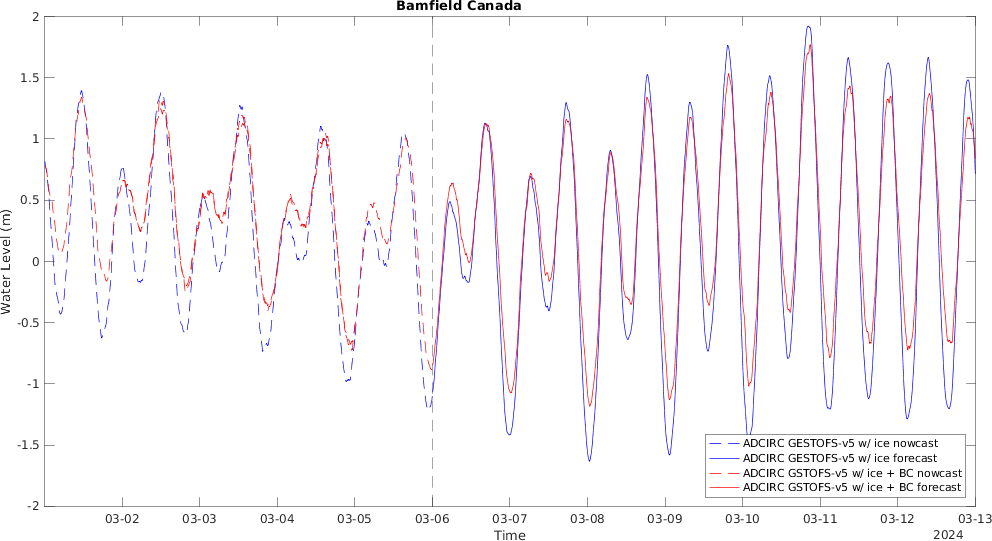 Bamfield Canada
2
1.5
1
0.5
0
-0.5
-1
-1.5
-2
Water Level (m)
ADCIRC GESTOFS-v5 w/ ice nowcast
ADCIRC GESTOFS-v5 w/ ice forecast
ADCIRC GSTOFS-v5 w/ ice + BC nowcast
ADCIRC GSTOFS-v5 w/ ice + BC forecast
03-02 03-03 03-04 03-05 03-06 03-07 03-08 03-09 03-10 03-11 03-12 03-13
Time
2024